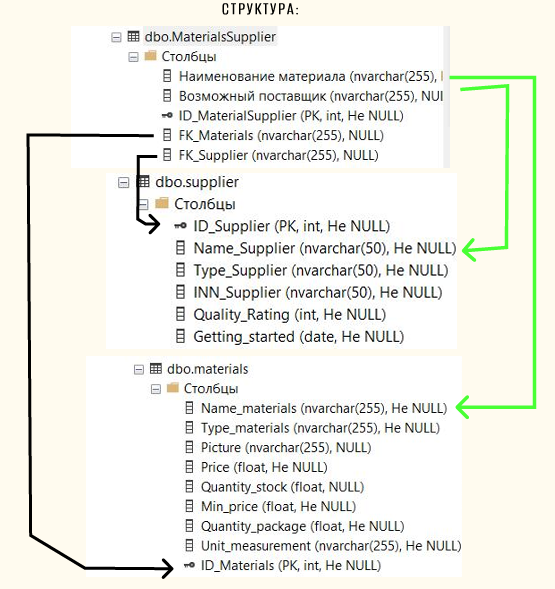 СТРУКТУРА:
dbo.MaterialsSupplier
Столбцы
Наименование материала (nvarchar(255),
Возможный поставщик (nvarchar(255), NUL
ID_MaterialSupplier (PK, int, Не NULL)
FK_Materials (nvarchar(255), NULL)
FK_Supplier (nvarchar(255), NULL)
dbo.supplier
Столбцы
ID_Supplier (PK, int, Не NULL)
Name_Supplier (nvarchar(50), Не NULL)
Type_Supplier (nvarchar(50), Не NULL)
INN_Supplier (nvarchar(50), Не NULL)
Quality_Rating (int, Не NULL)
Getting_started (date, Не NULL)
dbo.materials
Столбцы
Name_materials (nvarchar(255), Не NULL)
Type_materials (nvarchar(255), Не NULL)
Picture (nvarchar(255), NULL)
Price (float, Не NULL)
Quantity_stock (float, NULL)
Min_price (float, Не NULL)
Quantity_package (float, Не NULL)
Unit_measurement (nvarchar(255), Не NULL)
ID_Materials (PK, int, Не NULL)